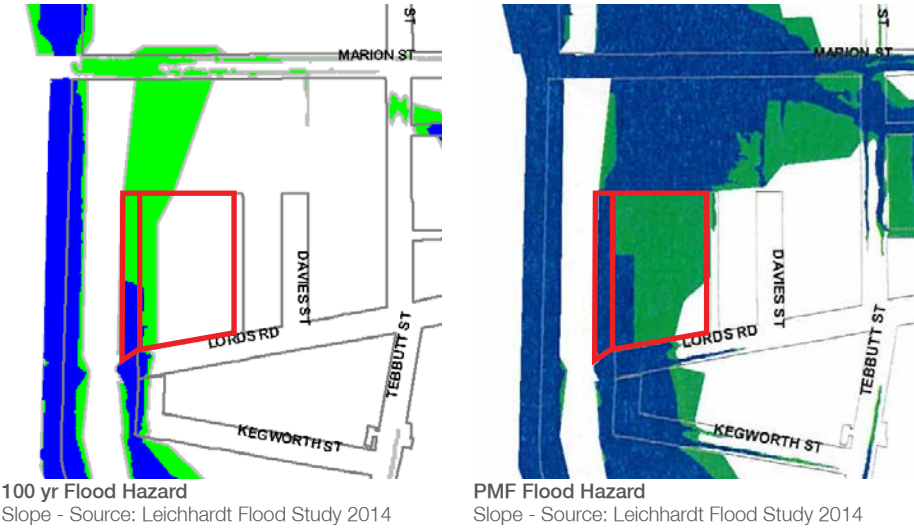 ST
MARION ST
DAVIES ST
LORDS RD
TEBBUTT ST
KEGWORTH ST
100 yr Flood Hazard
Slope - Source: Leichhardt Flood Study 2014
ST
MARION ST
DAVIES ST
LORDS RD
TEBBUTT ST
KEGWORTH ST
PMF Flood Hazard
Slope - Source: Leichhardt Flood Study 2014